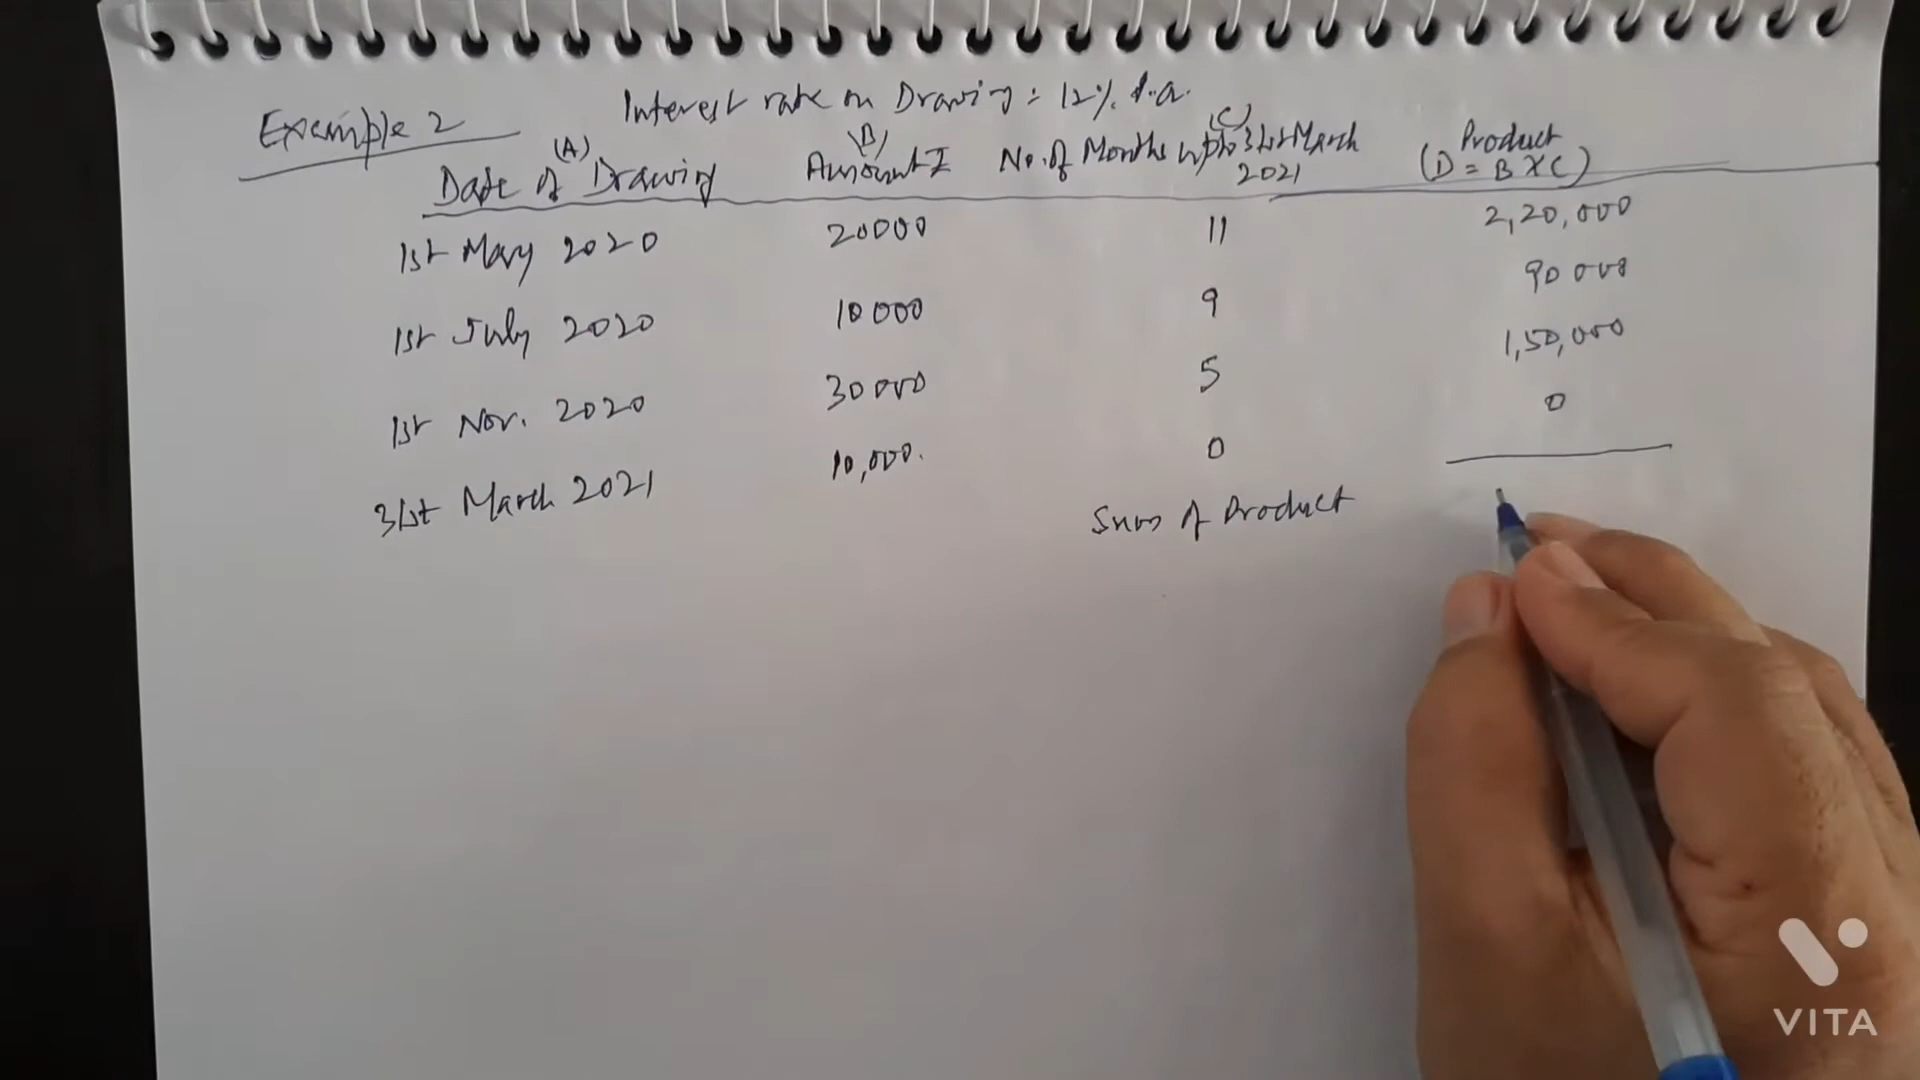 Example 2
Interest rate on Drawing = 12% P.a.
(A) (B) (C)
Date of Drawing Amount ₹ No. of Months upto 31st March 2021 Product (D = B X C)
1st May 2020 20000 11 2,20,000
1st July 2020 10000 9 90000
1st Nov. 2020 30000 5 1,50,000
31st March 2021 10,000. 0 0
Sum of Product
VITA